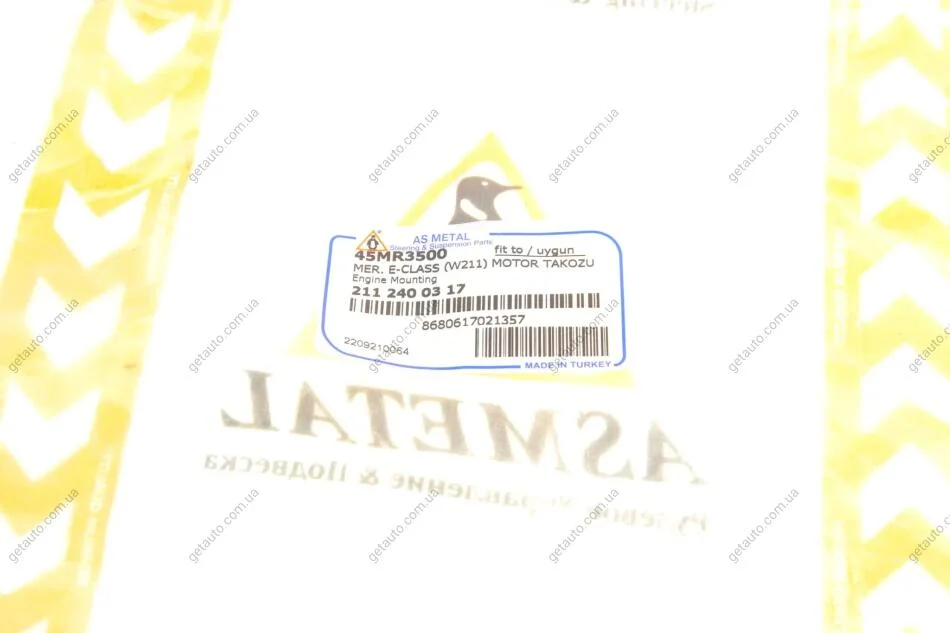 AS METAL
Steering & Suspension Parts
45MR3500 fit to / uygun
MER. E-CLASS (W211) MOTOR TAKOZU
Engine Mounting
211 240 03 17
8680617021357
2209210064
MADE IN TURKEY
ASMETAL
Рулевое Управление & Подвеска
getauto.com.ua